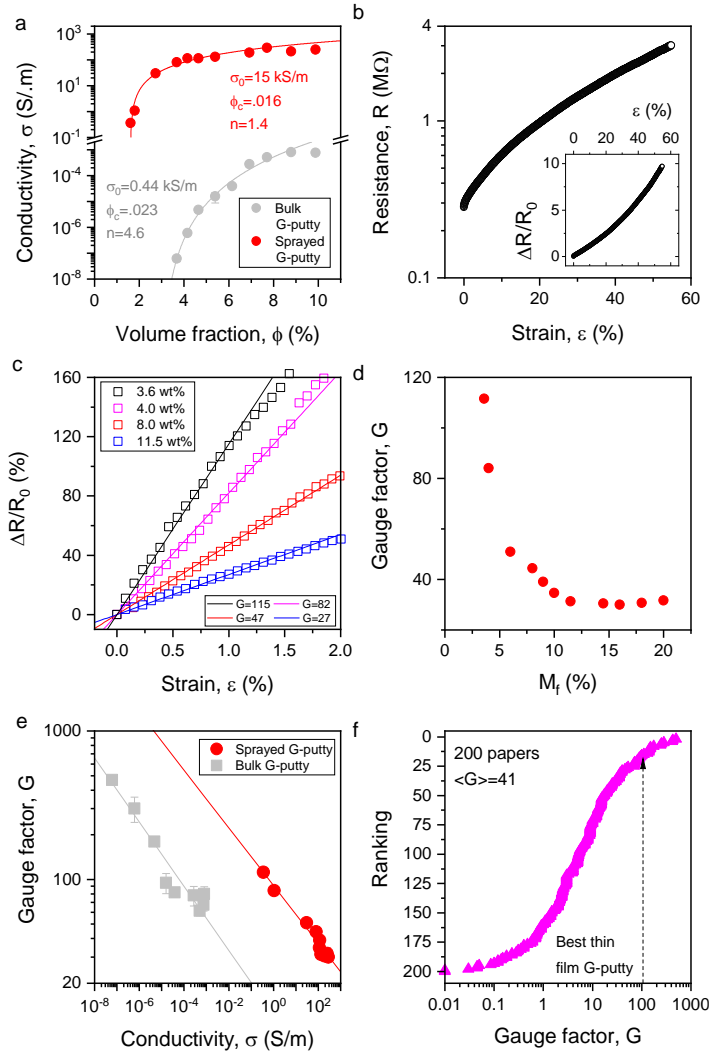 a
Conductivity, σ (S/.m)
10⁵
10³
10¹
10⁻¹
10⁻³
10⁻⁵
10⁻⁶
10⁻⁸
σ₀=15 kS/m
ϕc=.016
n=1.4
σ₀=0.44 kS/m
ϕc=.023
n=4.6
Bulk
G-putty
Sprayed
G-putty
0 2 4 6 8 10
Volume fraction, ϕ (%)
b
Resistance, R (MΩ)
4
1
0.1
0 20 40 60
Strain, ε (%)
ε (%)
0 20 40 60
10
5
0
ΔR/R₀
c
ΔR/R₀ (%)
160
120
80
40
0
3.6 wt%
4.0 wt%
8.0 wt%
11.5 wt%
G=115 G=82
G=47 G=27
0.0 0.5 1.0 1.5 2.0
Strain, ε (%)
d
Gauge factor, G
120
80
40
0 5 10 15 20
Mf (%)
e
Gauge factor, G
1000
100
20
Sprayed G-putty
Bulk G-putty
10⁻⁸ 10⁻⁶ 10⁻⁴ 10⁻² 10⁰ 10²
Conductivity, σ (S/m)
f
Ranking
0
25
50
75
100
125
150
175
200
200 papers
<G>=41
Best thin
film G-putty
0.01 0.1 1 10 100
Gauge factor, G